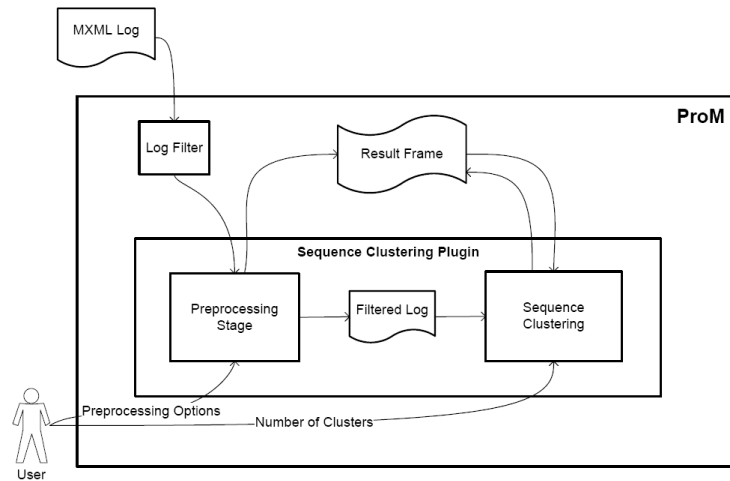 MXML Log
ProM
Log Filter
Result Frame
Sequence Clustering Plugin
Preprocessing
Stage
Filtered Log
Sequence
Clustering
Preprocessing Options
Number of Clusters
User